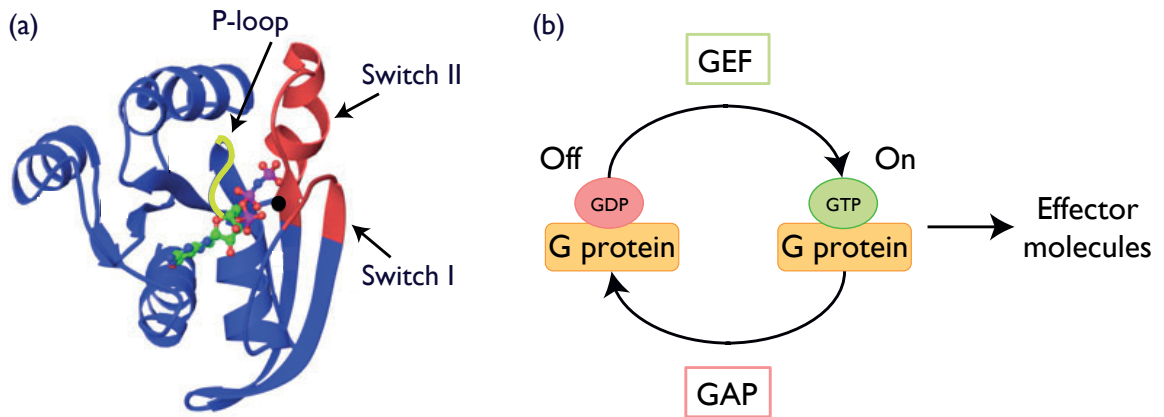 (a)
P-loop
Switch II
Switch I
(b)
GEF
Off
On
GDP
GTP
G protein
G protein
Effector
molecules
GAP